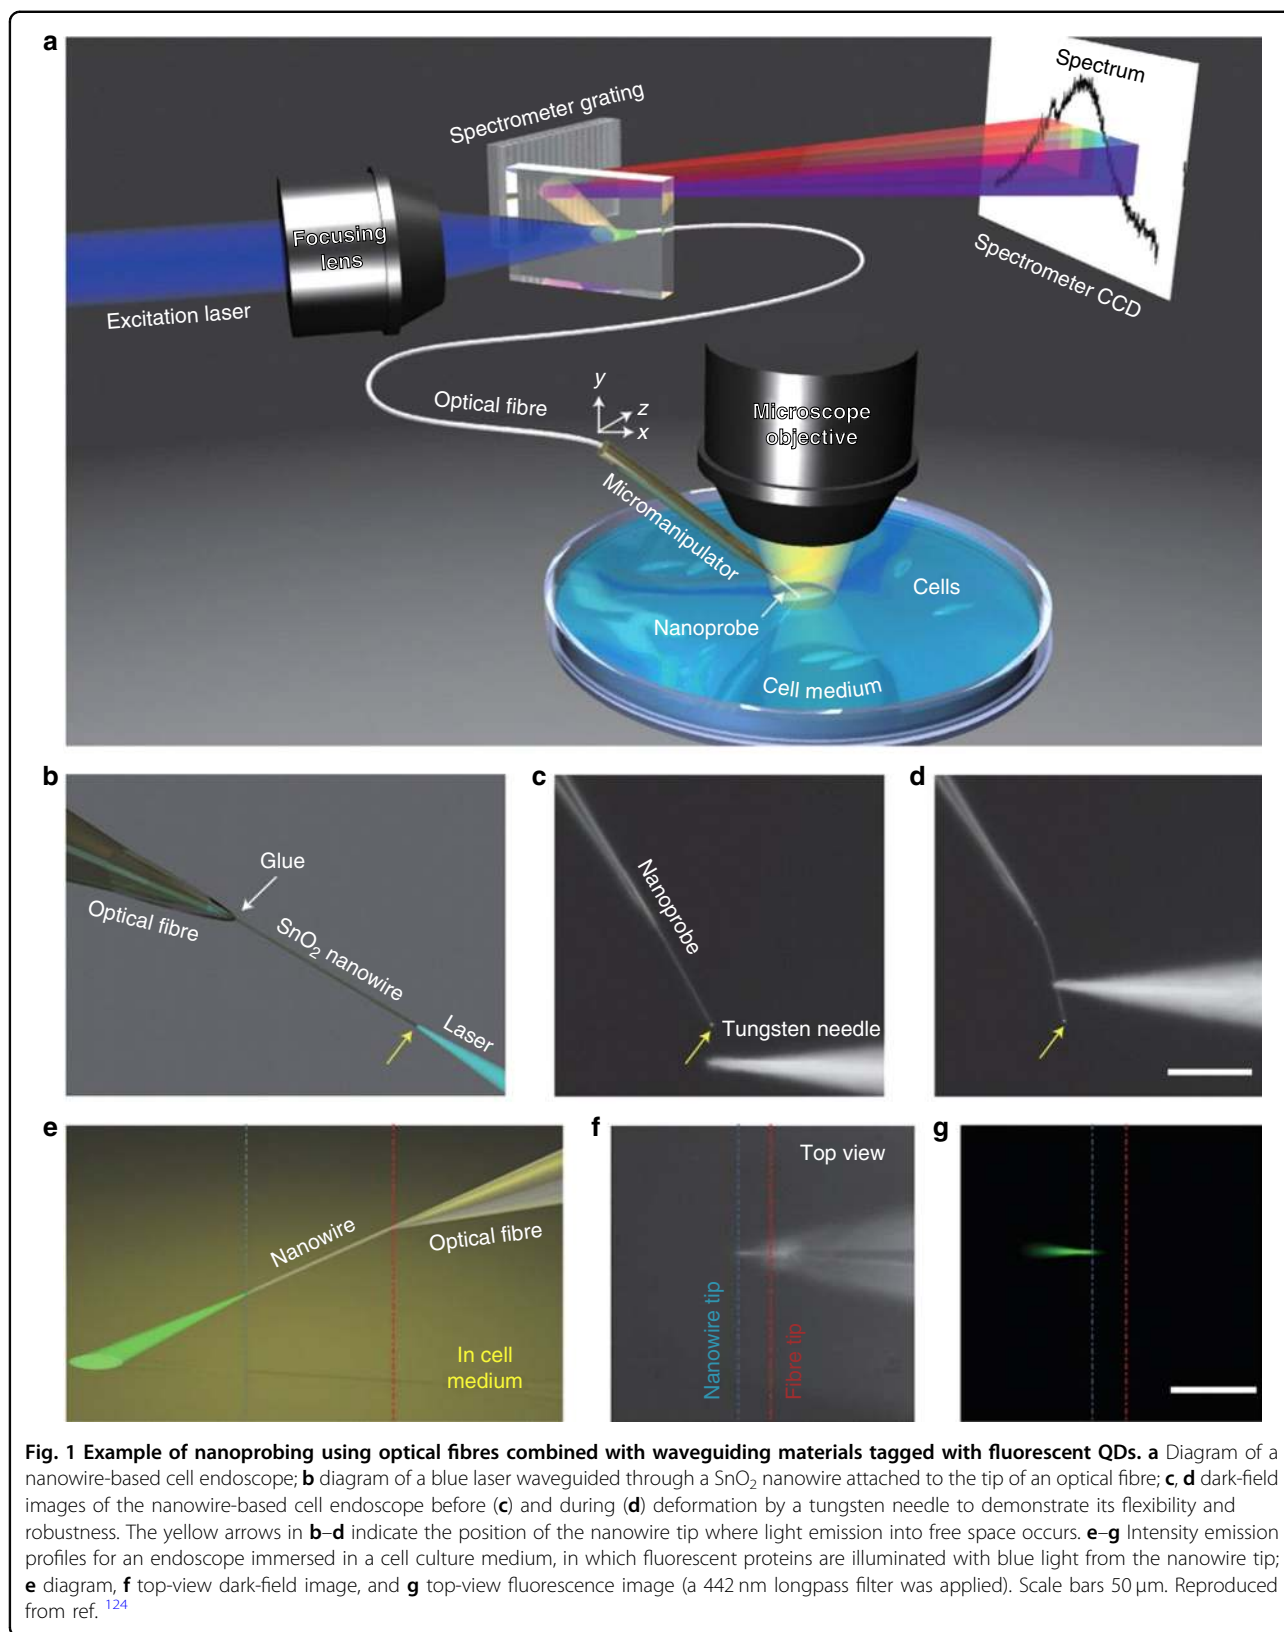 a
Spectrum
Spectrometer grating
Focusing
lens
Excitation laser
Spectrometer CCD
y
z
x
Optical fibre
Microscope
objective
Micromanipulator
Cells
Nanoprobe
Cell medium
b
Glue
Optical fibre
SnO₂ nanowire
Laser
c
Nanoprobe
Tungsten needle
d
e
Nanowire
Optical fibre
In cell
medium
f
Top view
Nanowire tip
Fibre tip
g
Fig. 1 Example of nanoprobing using optical fibres combined with waveguiding materials tagged with fluorescent QDs. a Diagram of a
nanowire-based cell endoscope; b diagram of a blue laser waveguided through a SnO₂ nanowire attached to the tip of an optical fibre; c, d dark-field
images of the nanowire-based cell endoscope before (c) and during (d) deformation by a tungsten needle to demonstrate its flexibility and
robustness. The yellow arrows in b–d indicate the position of the nanowire tip where light emission into free space occurs. e–g Intensity emission
profiles for an endoscope immersed in a cell culture medium, in which fluorescent proteins are illuminated with blue light from the nanowire tip;
e diagram, f top-view dark-field image, and g top-view fluorescence image (a 442 nm longpass filter was applied). Scale bars 50 μm. Reproduced
from ref. 124